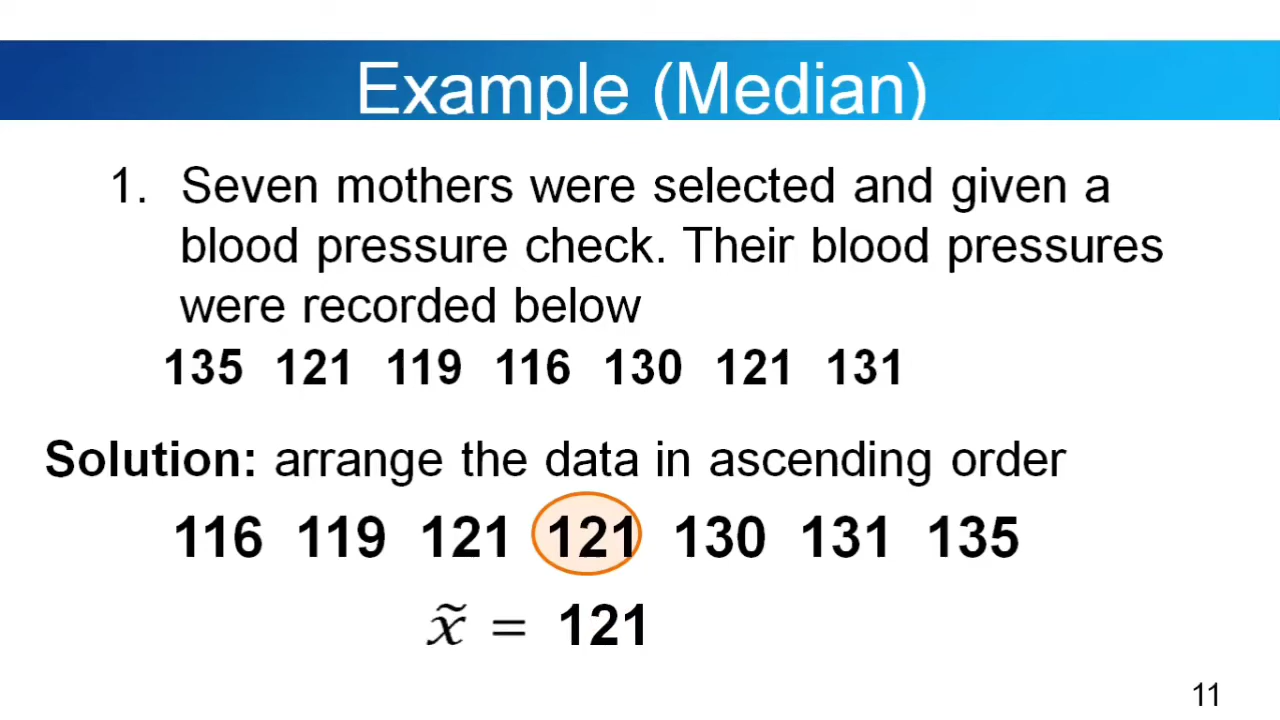 Example (Median)
1. Seven mothers were selected and given a
blood pressure check. Their blood pressures
were recorded below
135 121 119 116 130 121 131
Solution: arrange the data in ascending order
116 119 121 121 130 131 135
x̃ = 121
11